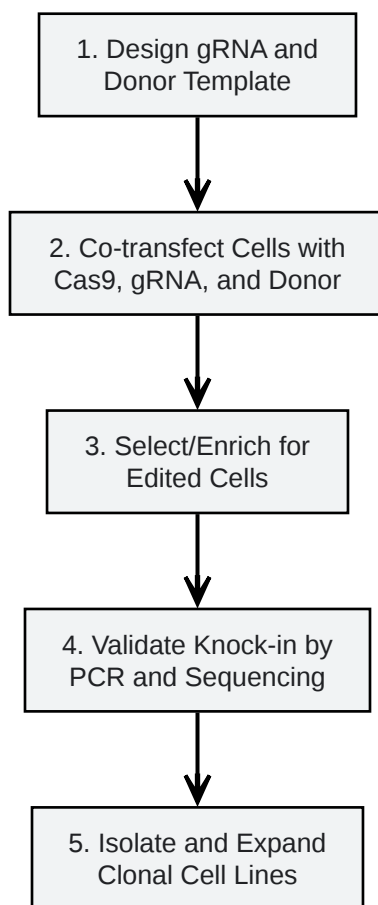 1. Design gRNA and
Donor Template
2. Co-transfect Cells with
Cas9, gRNA, and Donor
3. Select/Enrich for
Edited Cells
4. Validate Knock-in by
PCR and Sequencing
5. Isolate and Expand
Clonal Cell Lines